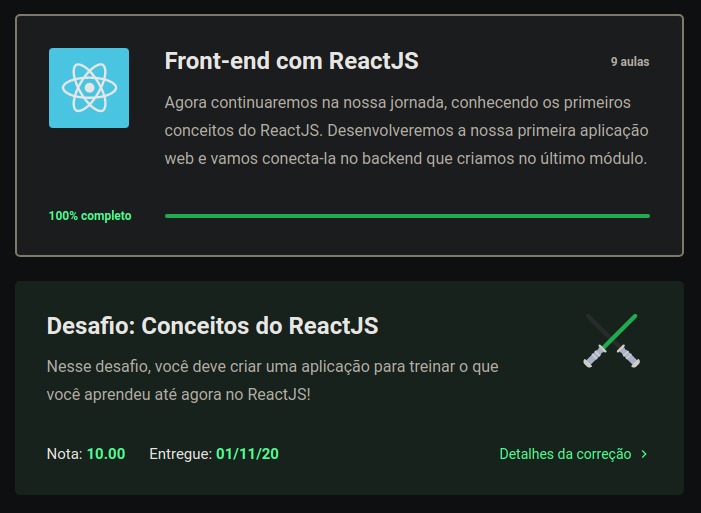 Front-end com ReactJS
9 aulas
Agora continuaremos na nossa jornada, conhecendo os primeiros
conceitos do ReactJS. Desenvolveremos a nossa primeira aplicação
web e vamos conecta-la no backend que criamos no último módulo.
100% completo
Desafio: Conceitos do ReactJS
Nesse desafio, você deve criar uma aplicação para treinar o que
você aprendeu até agora no ReactJS!
Nota: 10.00 Entregue: 01/11/20 Detalhes da correção